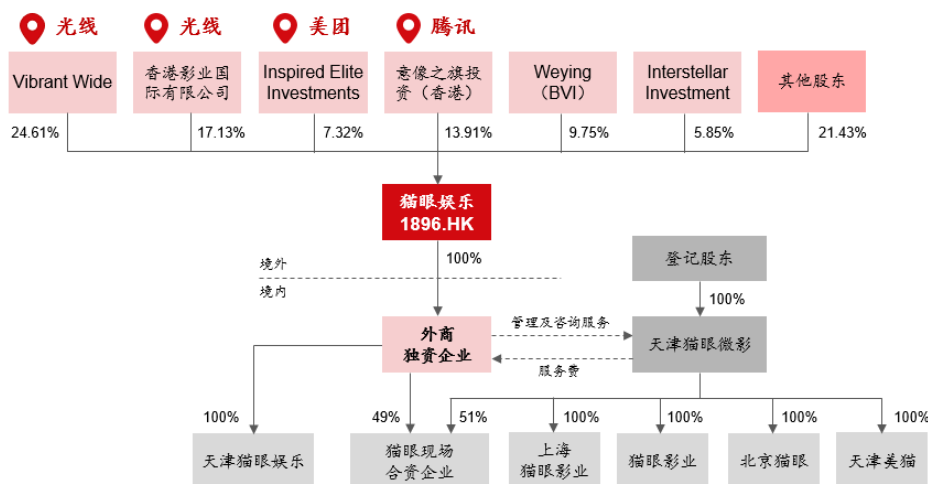 光线
光线
美团
腾讯
Vibrant Wide
香港影业国
际有限公司
Inspired Elite
Investments
意像之旗投
资（香港）
Weying
（BVI）
Interstellar
Investment
其他股东
24.61%
17.13%
7.32%
13.91%
9.75%
5.85%
21.43%
猫眼娱乐
1896.HK
100%
境外
境内
登记股东
100%
外商
独资企业
管理及咨询服务
服务费
天津猫眼微影
100%
49%
51%
100%
100%
100%
100%
天津猫眼娱乐
猫眼现场
合资企业
上海
猫眼影业
猫眼影业
北京猫眼
天津美猫